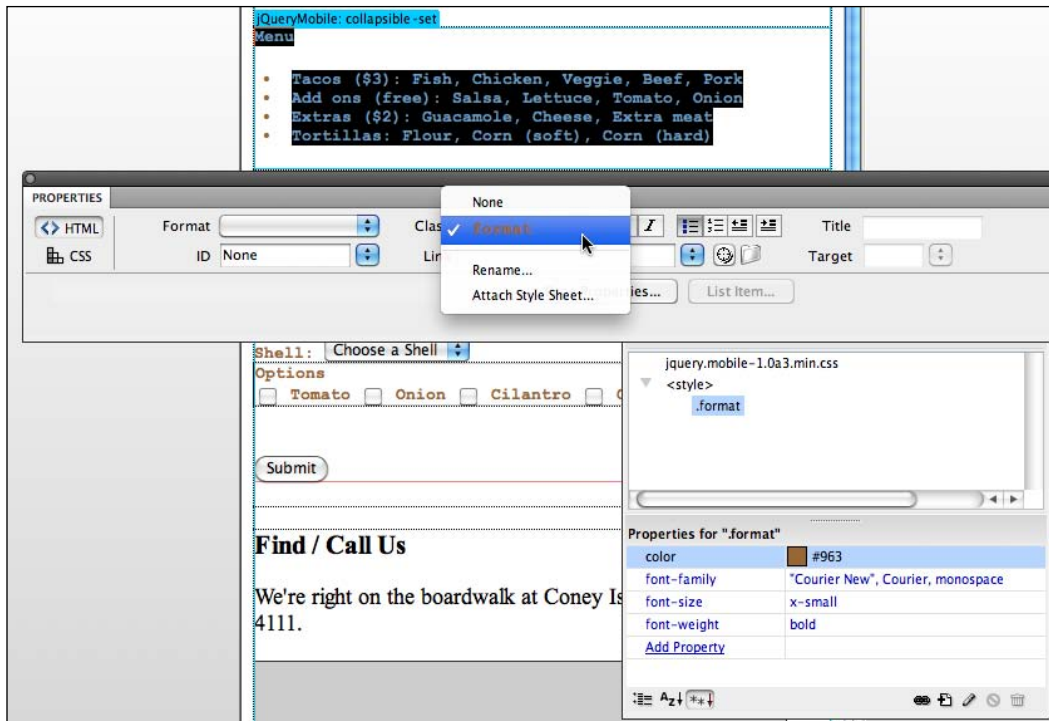 jQueryMobile: collapsible-set
Menu
• Tacos ($3): Fish, Chicken, Veggie, Beef, Pork
• Add ons (free): Salsa, Lettuce, Tomato, Onion
• Extras ($2): Guacamole, Cheese, Extra meat
• Tortillas: Flour, Corn (soft), Corn (hard)
PROPERTIES
<> HTML
Format
Clas
None
✓ format
I
Title
CSS
ID None
Lin
Target
Rename...
Attach Style Sheet...
ies...
List Item...
Shell: Choose a Shell
Options
Tomato Onion Cilantro
Submit
Find / Call Us
We're right on the boardwalk at Coney Is
4111.
jquery.mobile-1.0a3.min.css
<style>
.format
Properties for ".format"
color #963
font-family "Courier New", Courier, monospace
font-size x-small
font-weight bold
Add Property